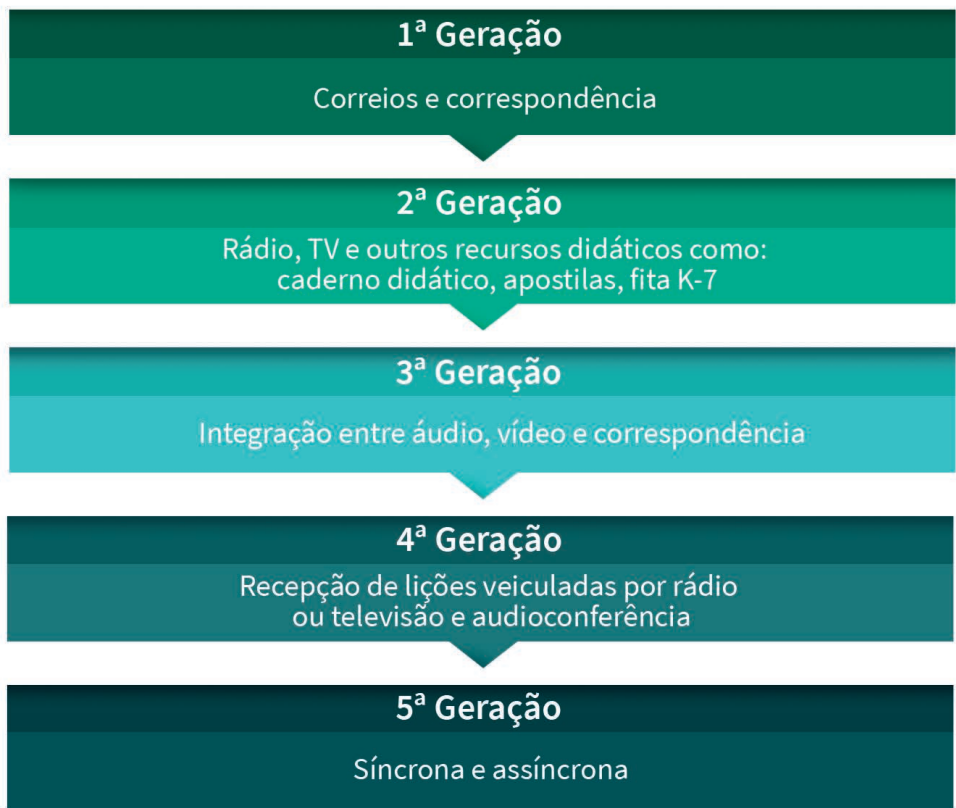 1ª Geração
Correios e correspondência
2ª Geração
Rádio, TV e outros recursos didáticos como:
caderno didático, apostilas, fita K-7
3ª Geração
Integração entre áudio, vídeo e correspondência
4ª Geração
Recepção de lições veiculadas por rádio
ou televisão e audioconferência
5ª Geração
Síncrona e assíncrona